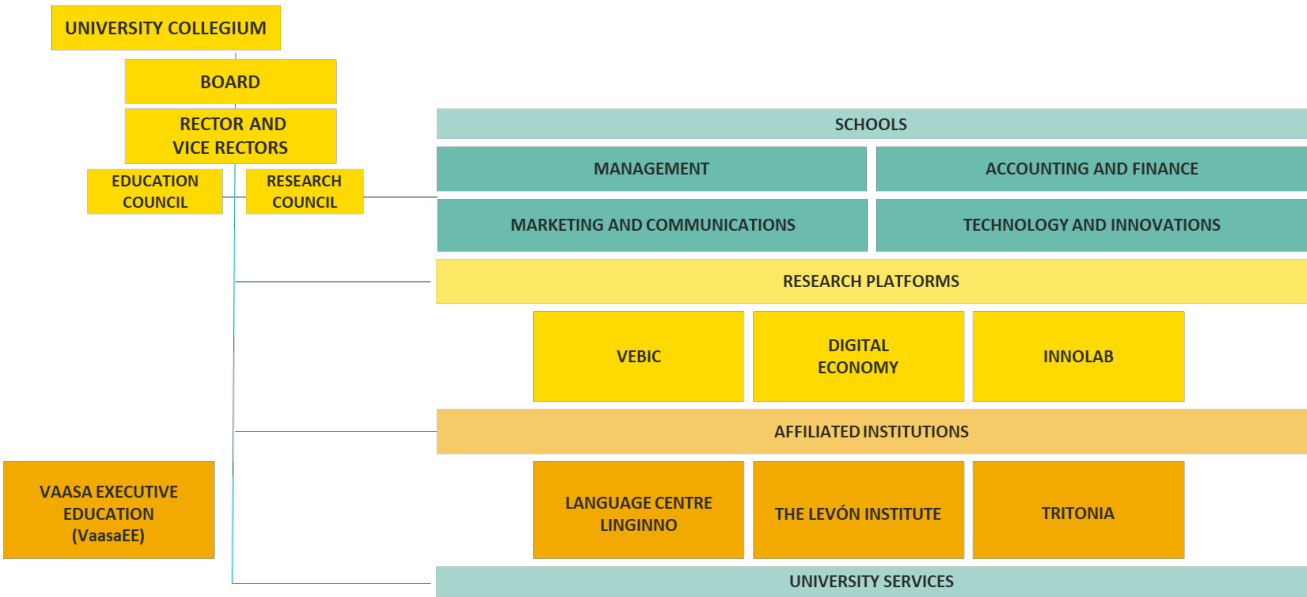 UNIVERSITY COLLEGIUM
BOARD
RECTOR AND
VICE RECTORS
EDUCATION
COUNCIL
RESEARCH
COUNCIL
SCHOOLS
MANAGEMENT
ACCOUNTING AND FINANCE
MARKETING AND COMMUNICATIONS
TECHNOLOGY AND INNOVATIONS
RESEARCH PLATFORMS
VEBIC
DIGITAL
ECONOMY
INNOLAB
AFFILIATED INSTITUTIONS
VAASA EXECUTIVE
EDUCATION
(VaasaEE)
LANGUAGE CENTRE
LINGINNO
THE LEVÓN INSTITUTE
TRITONIA
UNIVERSITY SERVICES